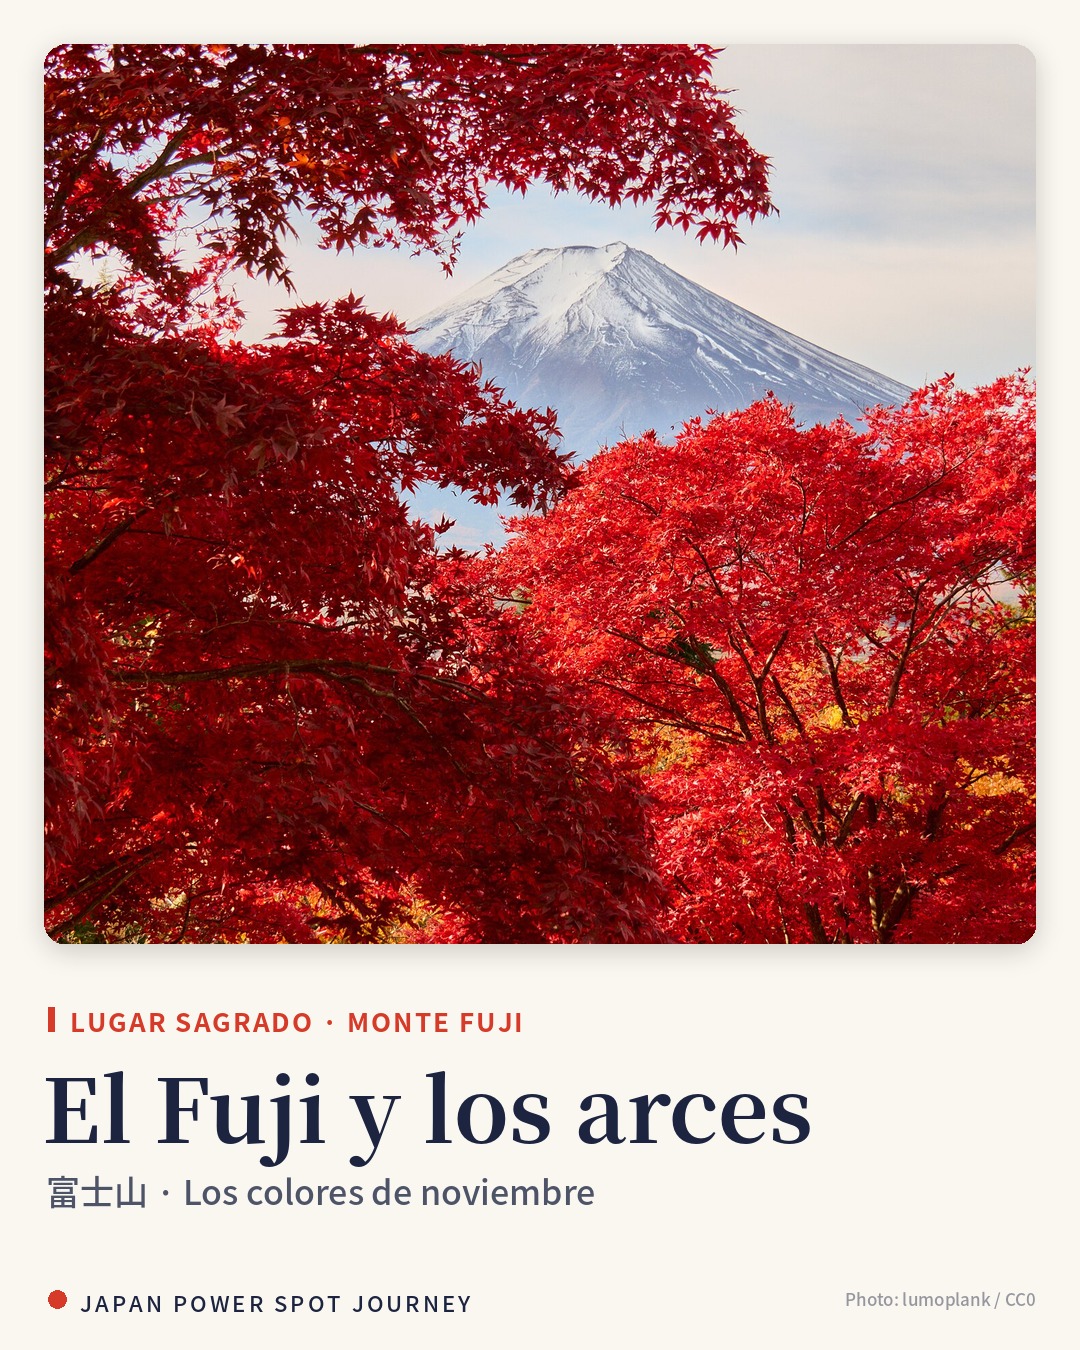 LUGAR SAGRADO · MONTE FUJI
El Fuji y los arces
富士山 · Los colores de noviembre
JAPAN POWER SPOT JOURNEY
Photo: lumoplank / CC0